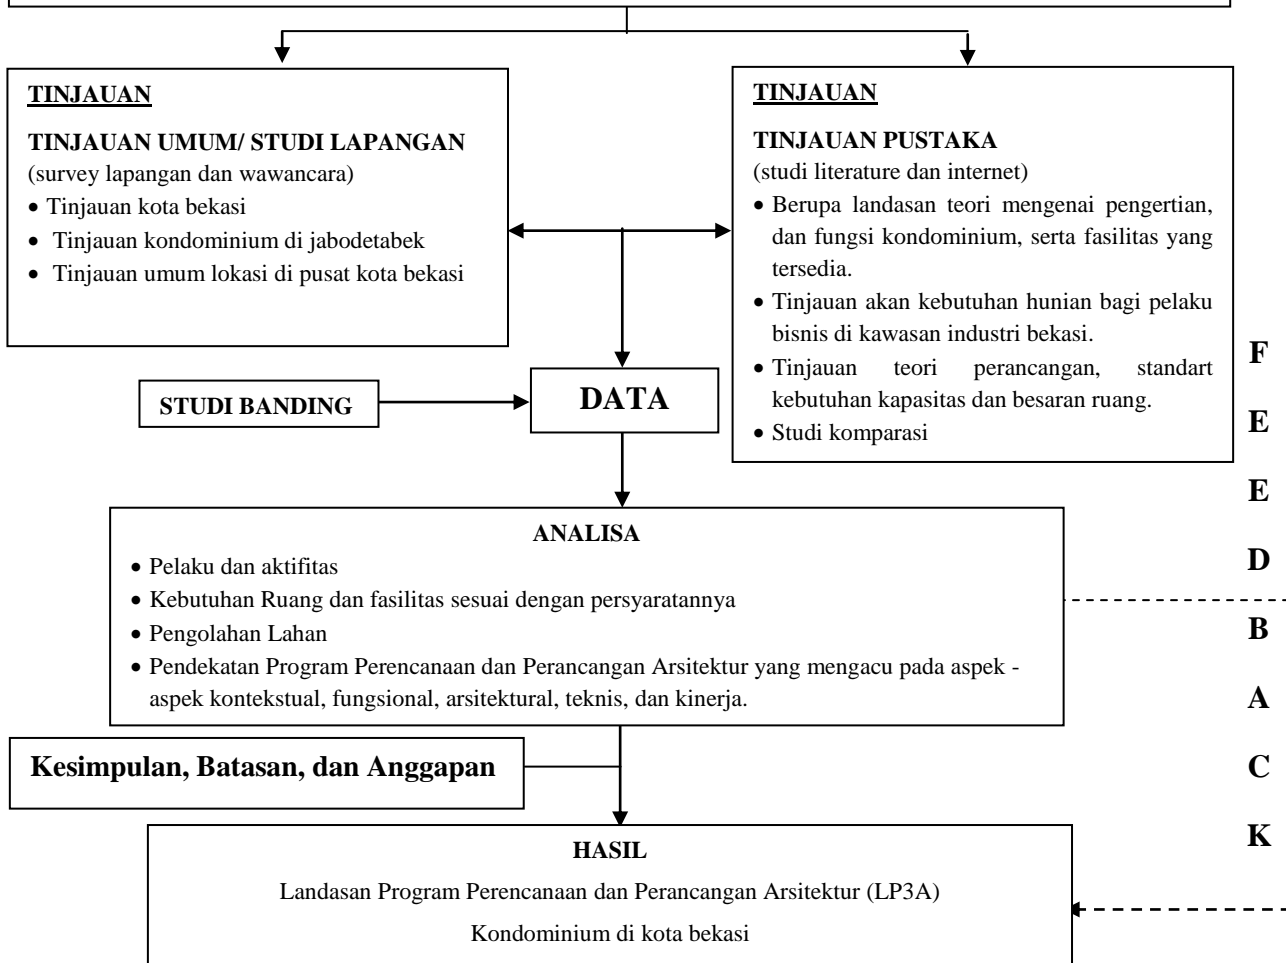 TINJAUAN
TINJAUAN UMUM/ STUDI LAPANGAN
(survey lapangan dan wawancara)
• Tinjauan kota bekasi
• Tinjauan kondominium di jabodetabek
• Tinjauan umum lokasi di pusat kota bekasi
TINJAUAN
TINJAUAN PUSTAKA
(studi literature dan internet)
• Berupa landasan teori mengenai pengertian,
dan fungsi kondominium, serta fasilitas yang
tersedia.
• Tinjauan akan kebutuhan hunian bagi pelaku
bisnis di kawasan industri bekasi.
• Tinjauan teori perancangan, standart
kebutuhan kapasitas dan besaran ruang.
• Studi komparasi
STUDI BANDING
DATA
ANALISA
• Pelaku dan aktifitas
• Kebutuhan Ruang dan fasilitas sesuai dengan persyaratannya
• Pengolahan Lahan
• Pendekatan Program Perencanaan dan Perancangan Arsitektur yang mengacu pada aspek -
aspek kontekstual, fungsional, arsitektural, teknis, dan kinerja.
Kesimpulan, Batasan, dan Anggapan
HASIL
Landasan Program Perencanaan dan Perancangan Arsitektur (LP3A)
Kondominium di kota bekasi
F
E
E
D
B
A
C
K